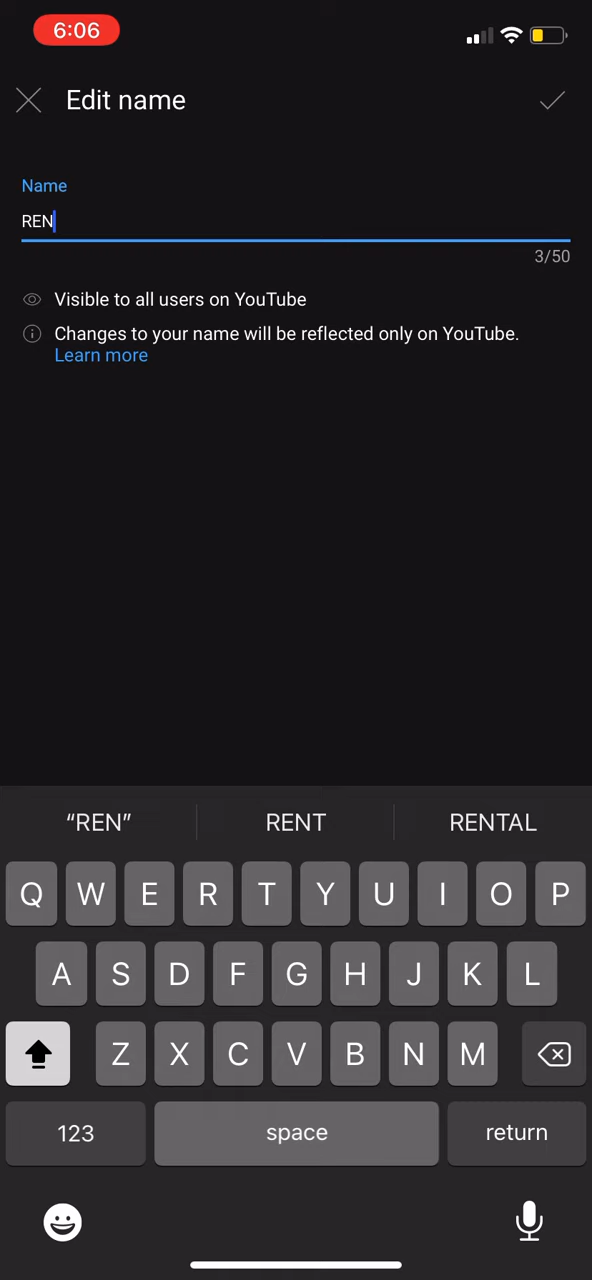 6:06
Edit name
Name
REN
3/50
Visible to all users on YouTube
Changes to your name will be reflected only on YouTube.
Learn more
“REN” RENT RENTAL
Q W E R T Y U I O P
A S D F G H J K L
Z X C V B N M
123 space return